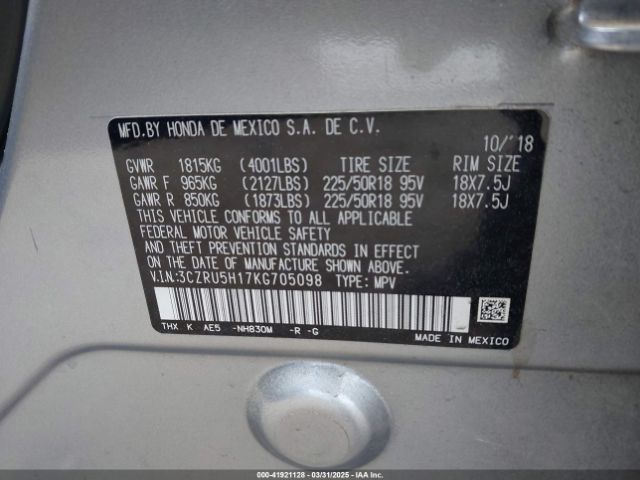 MFD.BY HONDA DE MEXICO S.A. DE C.V.
10/'18
GVWR 1815KG (4001LBS) TIRE SIZE RIM SIZE
GAWR F 965KG (2127LBS) 225/50R18 95V 18X7.5J
GAWR R 850KG (1873LBS) 225/50R18 95V 18X7.5J
THIS VEHICLE CONFORMS TO ALL APPLICABLE
FEDERAL MOTOR VEHICLE SAFETY
AND THEFT PREVENTION STANDARDS IN EFFECT
ON THE DATE OF MANUFACTURE SHOWN ABOVE.
V.I.N:3CZRU5H17KG705098 TYPE: MPV
THX K AE5 -NH830M -R -G
MADE IN MEXICO
000-41921128 - 03/31/2025 - Passenger Front